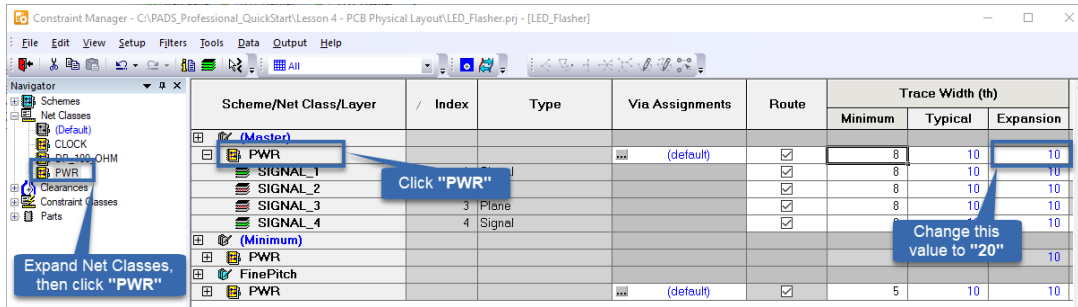 Constraint Manager - C:\PADS_Professional_QuickStart\Lesson 4 - PCB Physical Layout\LED_Flasher.prj - [LED_Flasher]
File Edit View Setup Filters Tools Data Output Help
All
Navigator
Schemes
Net Classes
(Default)
CLOCK
DP_100_OHM
PWR
Clearances
Constraint Classes
Parts
Expand Net Classes,
then click "PWR"
Scheme/Net Class/Layer Index Type Via Assignments Route Trace Width (th)
Minimum Typical Expansion
(Master)
PWR (default) 8 10 10
SIGNAL_1 8 10 10
SIGNAL_2 8 10 10
SIGNAL_3 3 Plane 8 10 10
SIGNAL_4 4 Signal 10
(Minimum)
PWR 10
FinePitch
PWR (default) 5 10 10
Click "PWR"
Change this
value to "20"